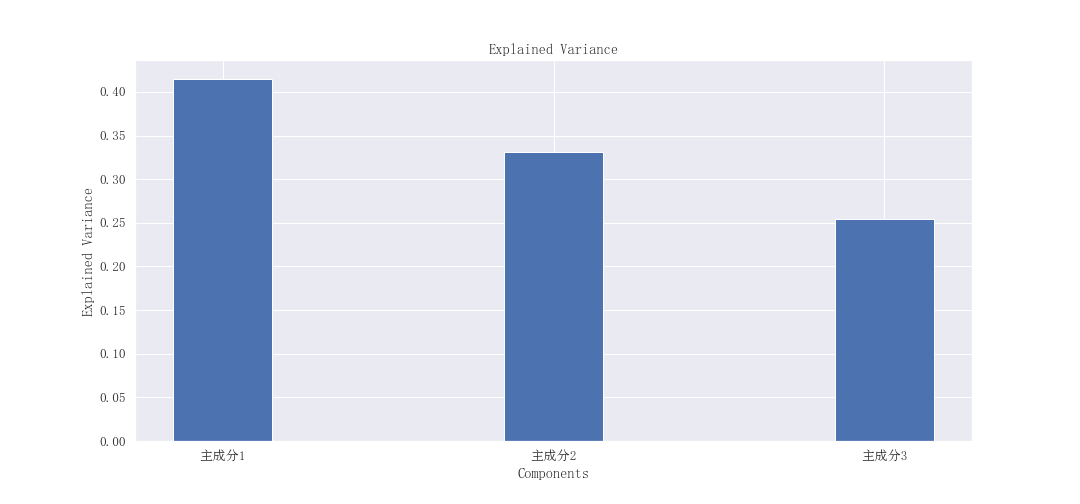 Explained Variance
0.40
0.35
0.30
0.25
0.20
0.15
0.10
0.05
0.00
Explained Variance
主成分1 主成分2 主成分3
Components